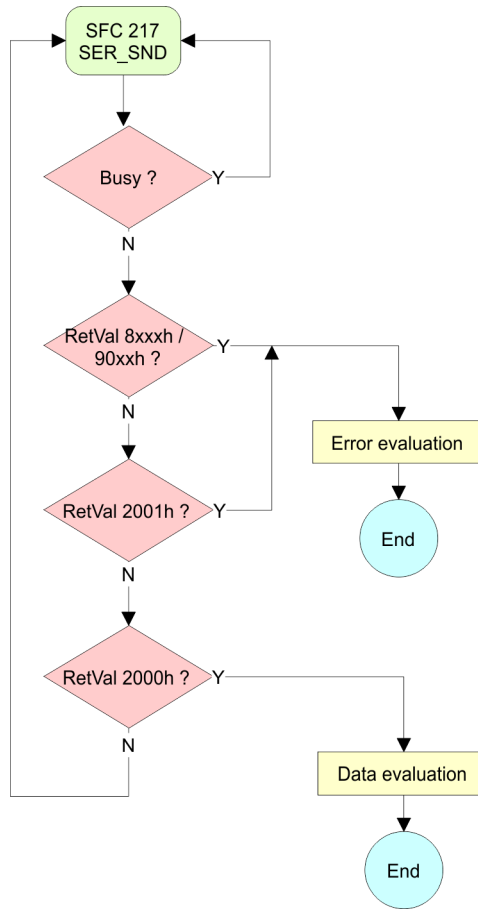 SFC 217
SER_SND
Busy ?
Y
N
RetVal 8xxxh /
90xxh ?
Y
N
Error evaluation
RetVal 2001h ?
Y
End
N
RetVal 2000h ?
Y
N
Data evaluation
End